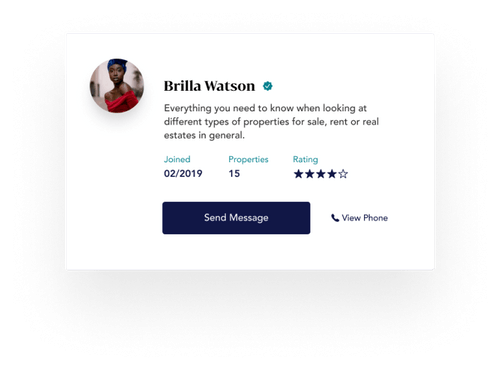 Brilla Watson
Everything you need to know when looking at
different types of properties for sale, rent or real
estates in general.
Joined Properties Rating
02/2019 15
Send Message View Phone